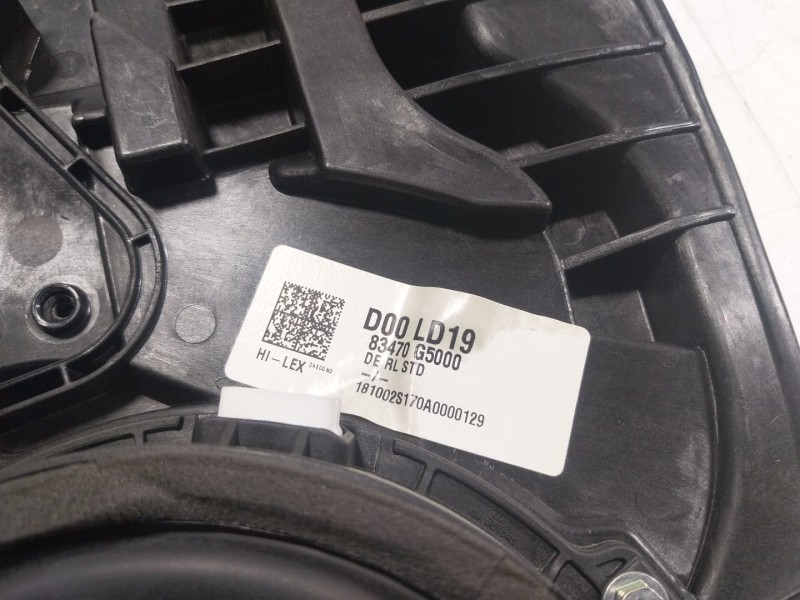 D00 LD19
83470 G5000
DE RL STD
-/-
HI-LEX
181002S170A0000129